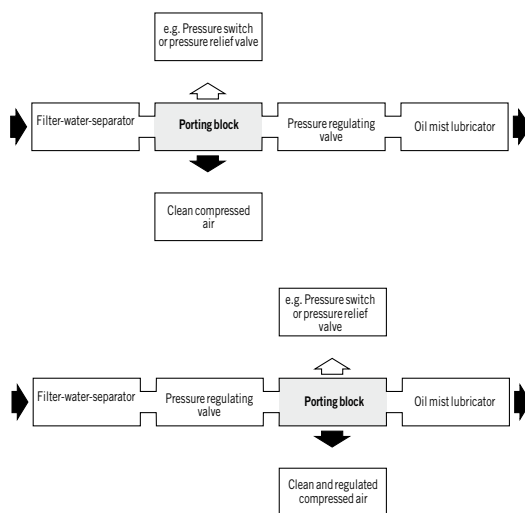 e.g. Pressure switch
or pressure relief valve
Filter-water-separator
Porting block
Pressure regulating
valve
Oil mist lubricator
Clean compressed
air
e.g. Pressure switch
or pressure relief
valve
Filter-water-separator
Pressure regulating
valve
Porting block
Oil mist lubricator
Clean and regulated
compressed air